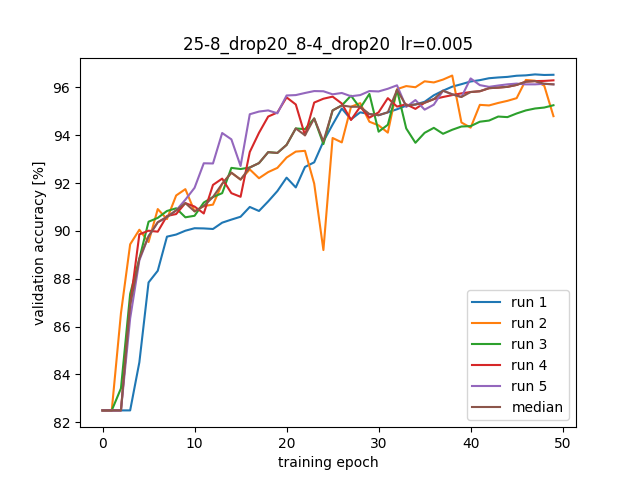 25-8_drop20_8-4_drop20  lr=0.005
validation accuracy [%]
96
94
92
90
88
86
84
82
0 10 20 30 40 50
training epoch
run 1
run 2
run 3
run 4
run 5
median